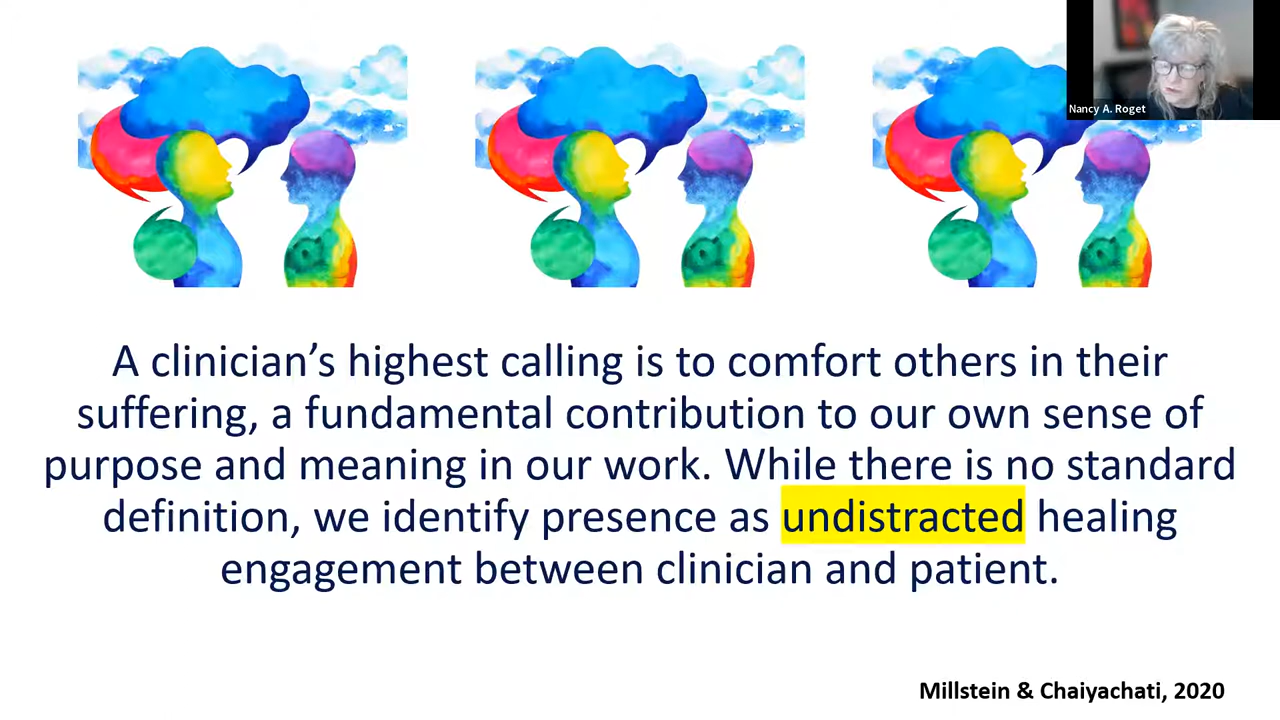 Nancy A. Roget
A clinician’s highest calling is to comfort others in their
suffering, a fundamental contribution to our own sense of
purpose and meaning in our work. While there is no standard
definition, we identify presence as undistracted healing
engagement between clinician and patient.
Millstein & Chaiyachati, 2020